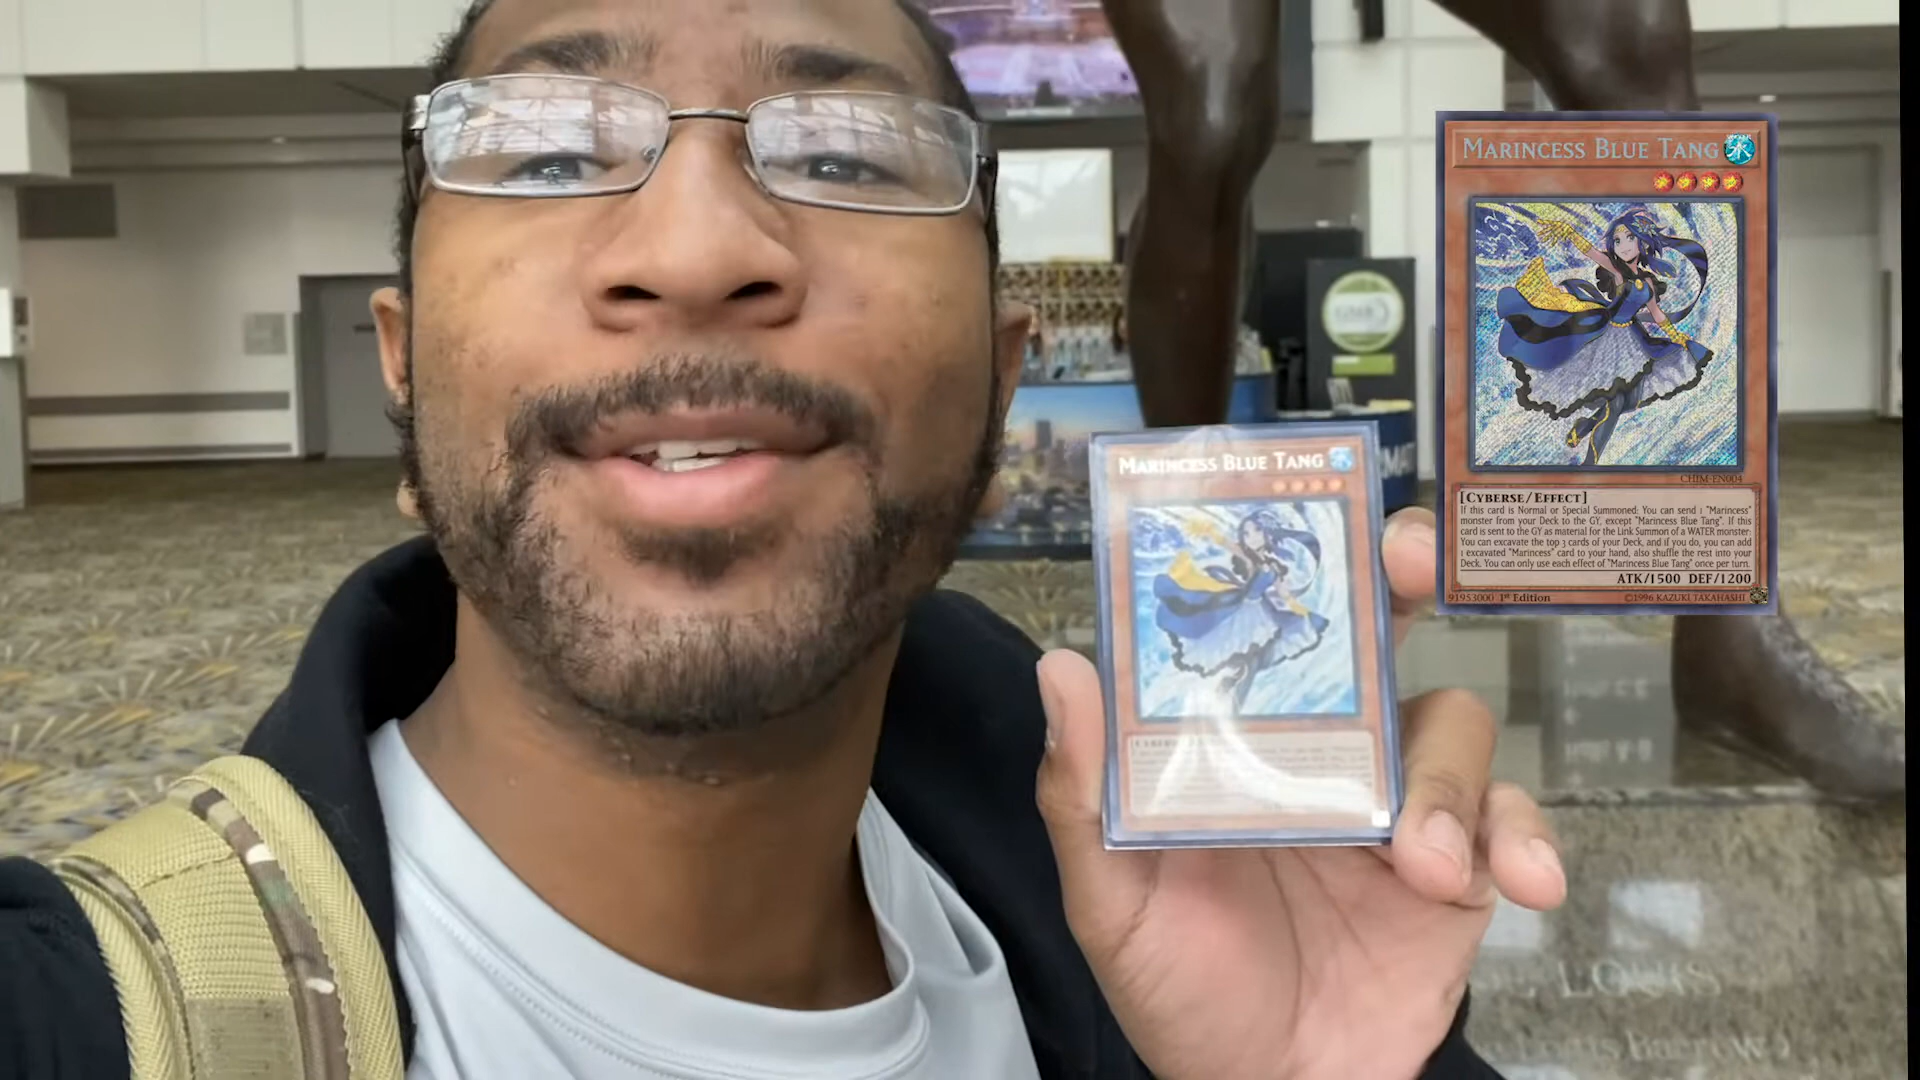 Marincess Blue Tang
CHIM-EN004
[Cyberse/Effect]
If this card is Normal or Special Summoned: You can send 1 "Marincess"
monster from your Deck to the GY, except "Marincess Blue Tang". If this
card is sent to the GY as material for the Link Summon of a WATER monster:
You can excavate the top 3 cards of your Deck, and if you do, you can add
1 excavated "Marincess" card to your hand, also shuffle the rest into your
Deck. You can only use each effect of "Marincess Blue Tang" once per turn.
ATK/1500 DEF/1200
91953000 1st Edition ©1996 KAZUKI TAKAHASHI
Marincess Blue Tang
LOUIS